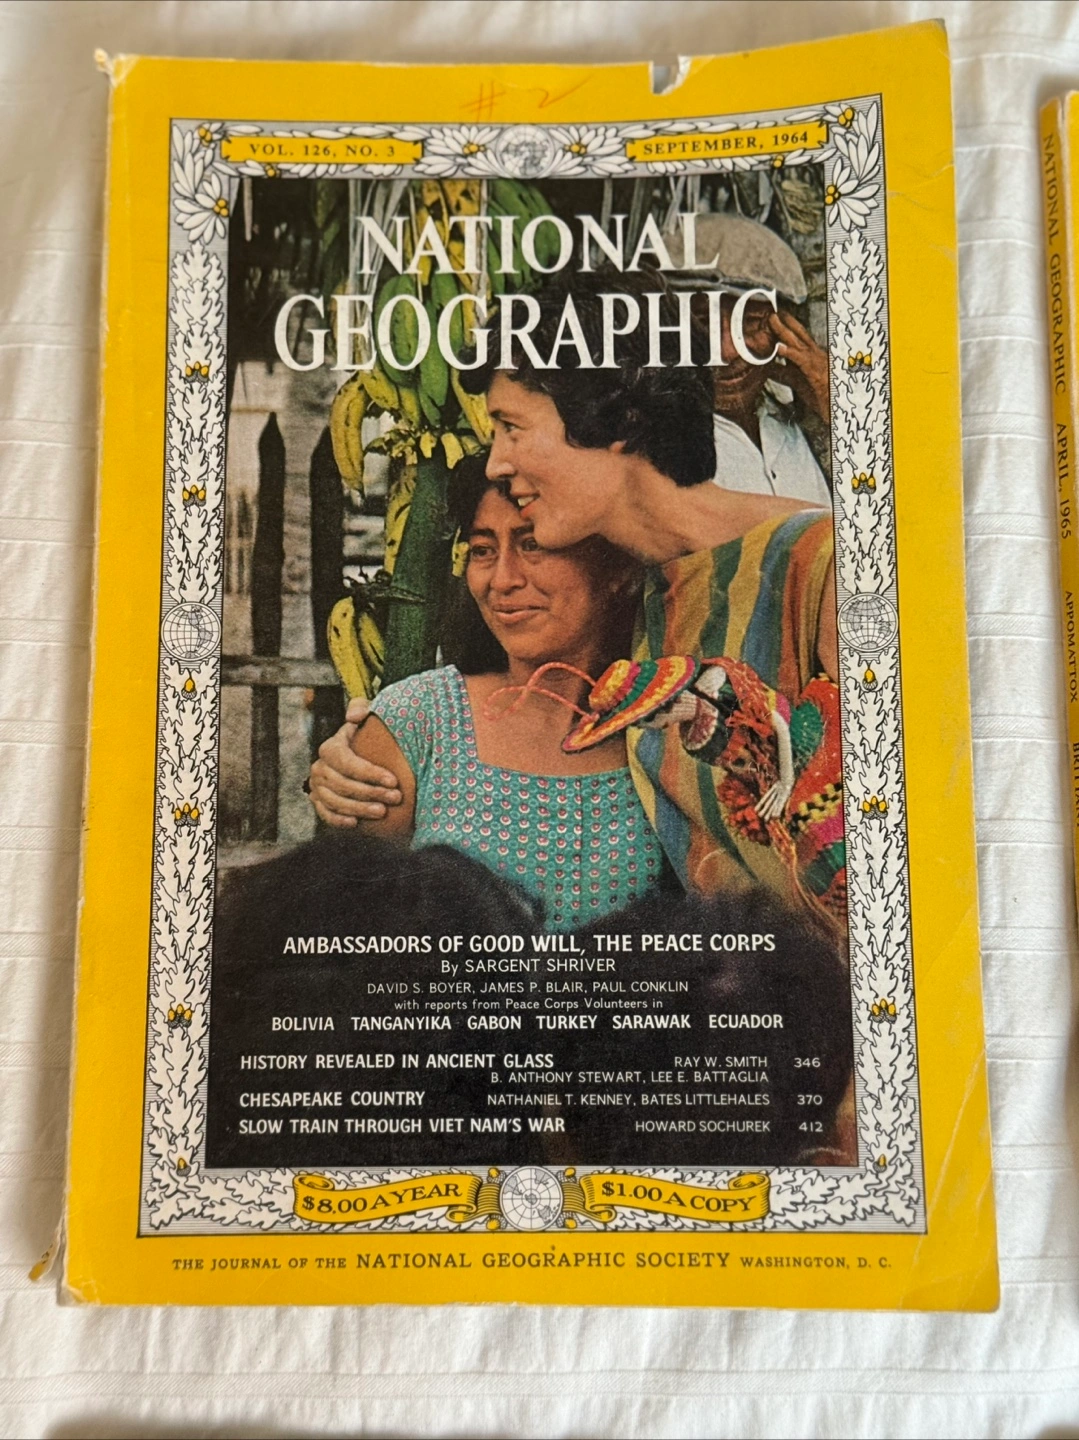 # 2
VOL. 126, NO. 3
SEPTEMBER, 1964
NATIONAL
GEOGRAPHIC
AMBASSADORS OF GOOD WILL, THE PEACE CORPS
By SARGENT SHRIVER
DAVID S. BOYER, JAMES P. BLAIR, PAUL CONKLIN
with reports from Peace Corps Volunteers in
BOLIVIA TANGANYIKA GABON TURKEY SARAWAK ECUADOR
HISTORY REVEALED IN ANCIENT GLASS RAY W. SMITH 346
B. ANTHONY STEWART, LEE E. BATTAGLIA
CHESAPEAKE COUNTRY NATHANIEL T. KENNEY, BATES LITTLEHALES 370
SLOW TRAIN THROUGH VIET NAM'S WAR HOWARD SOCHUREK 412
$8.00 A YEAR
$1.00 A COPY
THE JOURNAL OF THE NATIONAL GEOGRAPHIC SOCIETY WASHINGTON, D. C.
NATIONAL GEOGRAPHIC APRIL, 1965 APPOMATTOX